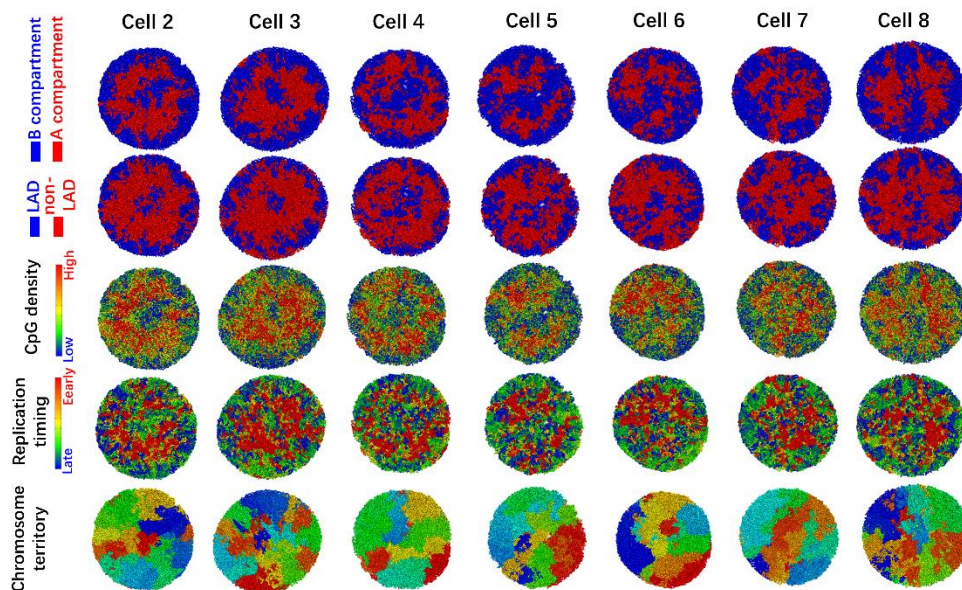 Cell 2 Cell 3 Cell 4 Cell 5 Cell 6 Cell 7 Cell 8
B compartment
A compartment
LAD
non-
LAD
CpG density
Low High
Replication
timing
Late Eearly
Chromosome
territory